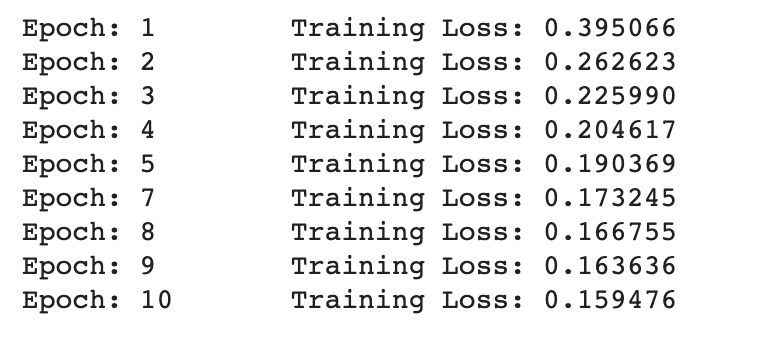 Epoch: 1 Training Loss: 0.395066
Epoch: 2 Training Loss: 0.262623
Epoch: 3 Training Loss: 0.225990
Epoch: 4 Training Loss: 0.204617
Epoch: 5 Training Loss: 0.190369
Epoch: 7 Training Loss: 0.173245
Epoch: 8 Training Loss: 0.166755
Epoch: 9 Training Loss: 0.163636
Epoch: 10 Training Loss: 0.159476